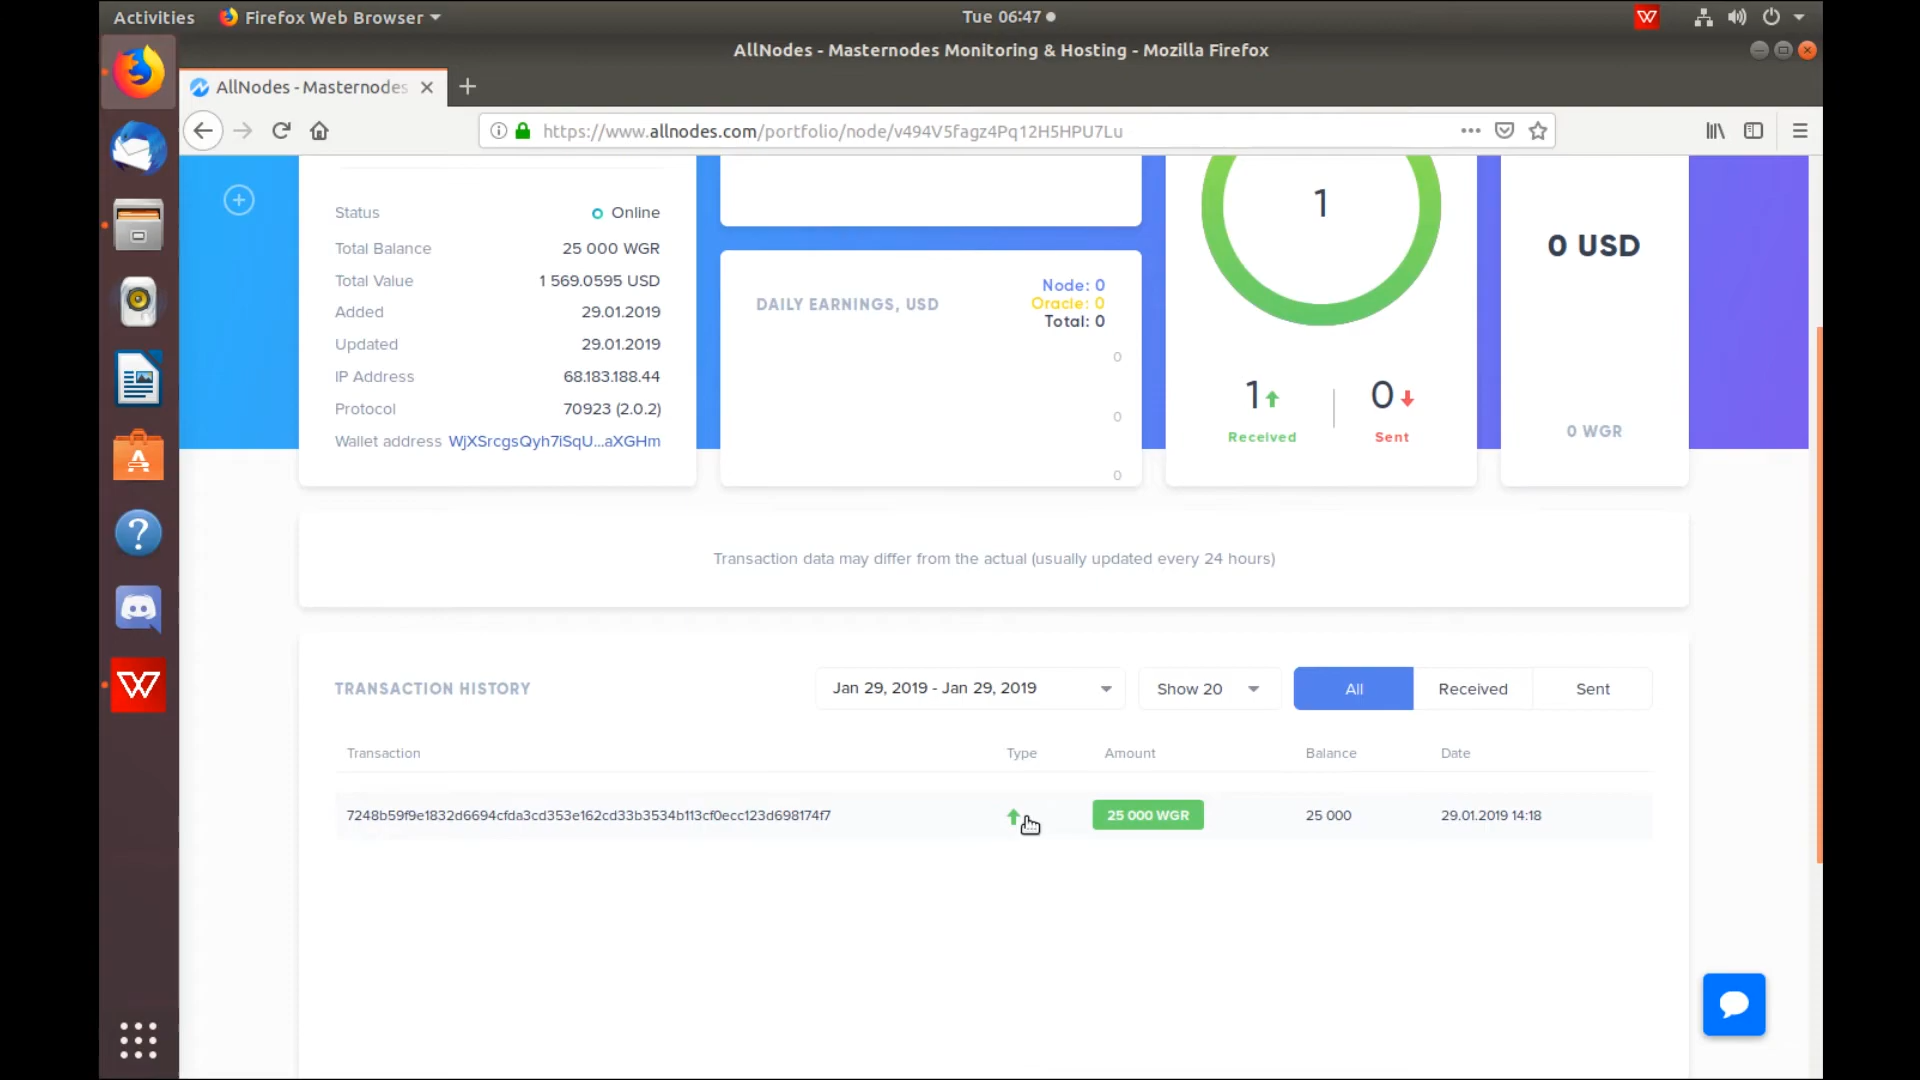 Activities
Firefox Web Browser
Tue 06:47
AllNodes - Masternodes Monitoring & Hosting - Mozilla Firefox
AllNodes - Masternodes
https://www.allnodes.com/portfolio/node/v494V5fagz4Pq12H5HPU7Lu
Status Online
Total Balance 25 000 WGR
Total Value 1 569.0595 USD
Added 29.01.2019
Updated 29.01.2019
IP Address 68.183.188.44
Protocol 70923 (2.0.2)
Wallet address WjXSrcgsQyh7iSqU...aXGHm
DAILY EARNINGS, USD
Node: 0
Oracle: 0
Total: 0
0
0
0
1
1
Received
0
Sent
0 USD
0 WGR
Transaction data may differ from the actual (usually updated every 24 hours)
TRANSACTION HISTORY
Jan 29, 2019 - Jan 29, 2019
Show 20
All
Received
Sent
Transaction Type Amount Balance Date
7248b59f9e1832d6694cfda3cd353e162cd33b3534b113cf0ecc123d698174f7 25 000 WGR 25 000 29.01.2019 14:18